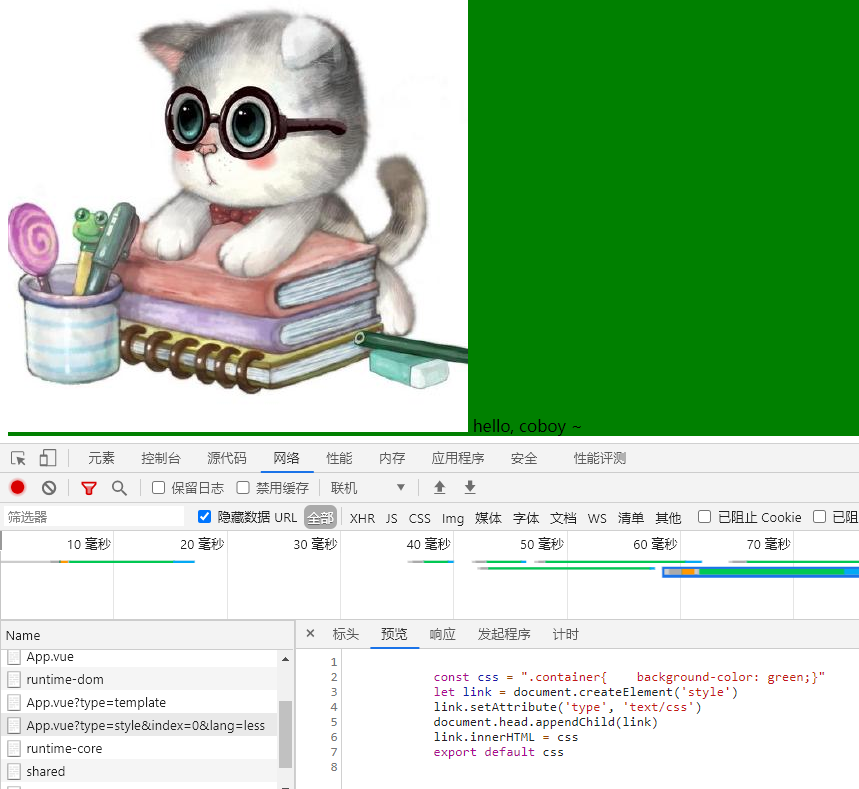 hello, coboy ~
元素 控制台 源代码 网络 性能 内存 应用程序 安全 性能评测
保留日志 禁用缓存 联机
筛选器 隐藏数据 URL 全部 XHR JS CSS Img 媒体 字体 文档 WS 清单 其他 已阻止 Cookie 已阻
10 毫秒 20 毫秒 30 毫秒 40 毫秒 50 毫秒 60 毫秒 70 毫秒
Name
App.vue
runtime-dom
App.vue?type=template
App.vue?type=style&index=0&lang=less
runtime-core
shared
× 标头 预览 响应 发起程序 计时
1
2 const css = ".container{    background-color: green;}"
3 let link = document.createElement('style')
4 link.setAttribute('type', 'text/css')
5 document.head.appendChild(link)
6 link.innerHTML = css
7 export default css
8